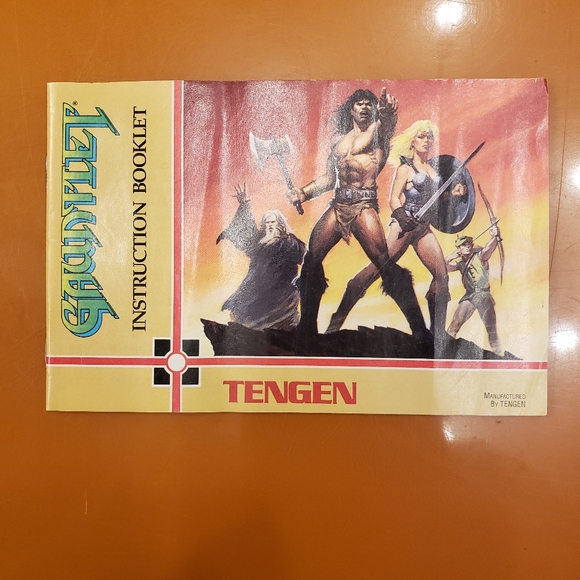 GAUNTLET®
INSTRUCTION BOOKLET
TENGEN
MANUFACTURED
BY TENGEN